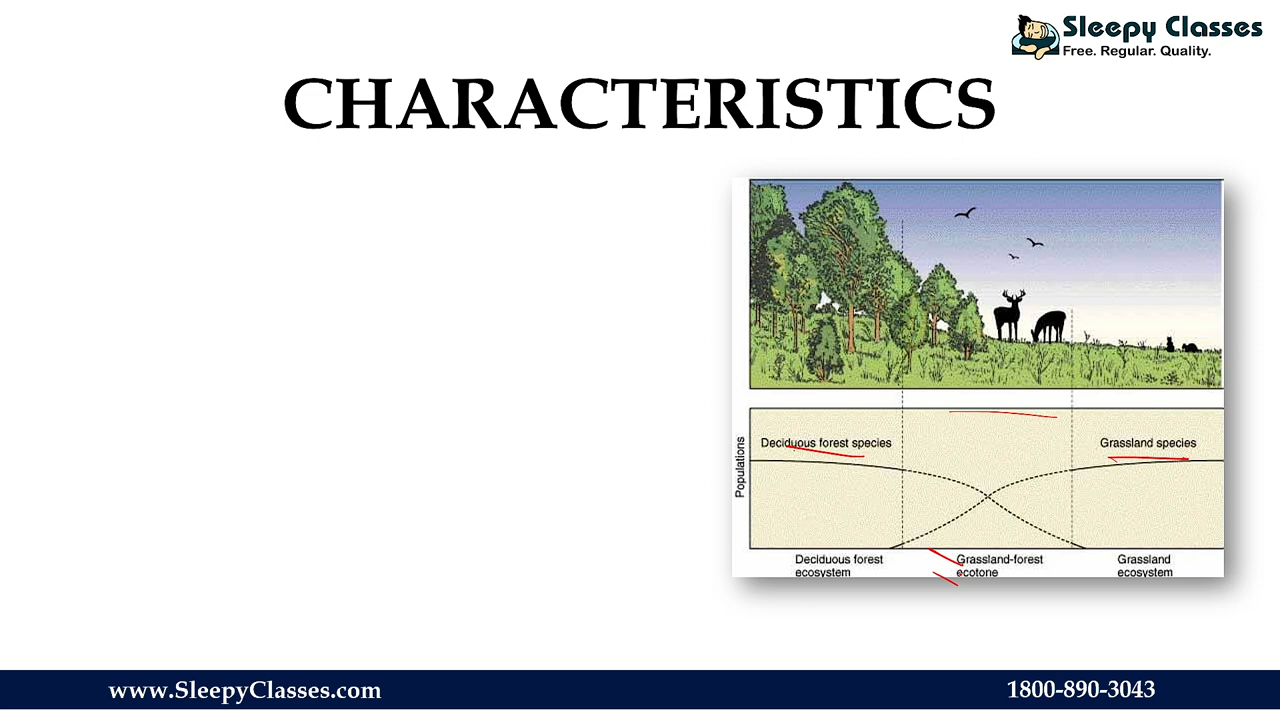 Sleepy Classes
Free. Regular. Quality.
CHARACTERISTICS
Populations
Deciduous forest species
Grassland species
Deciduous forest
ecosystem
Grassland-forest
ecotone
Grassland
ecosystem
www.SleepyClasses.com
1800-890-3043